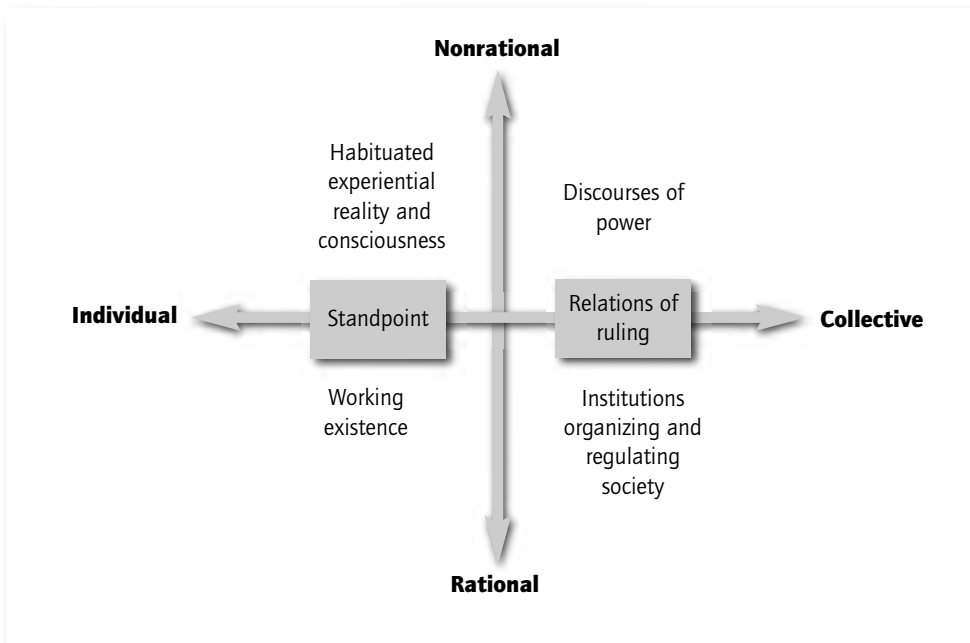 Nonrational
Habituated
experiential
reality and
consciousness
Discourses of
power
Individual
Standpoint
Relations of
ruling
Collective
Working
existence
Institutions
organizing and
regulating
society
Rational